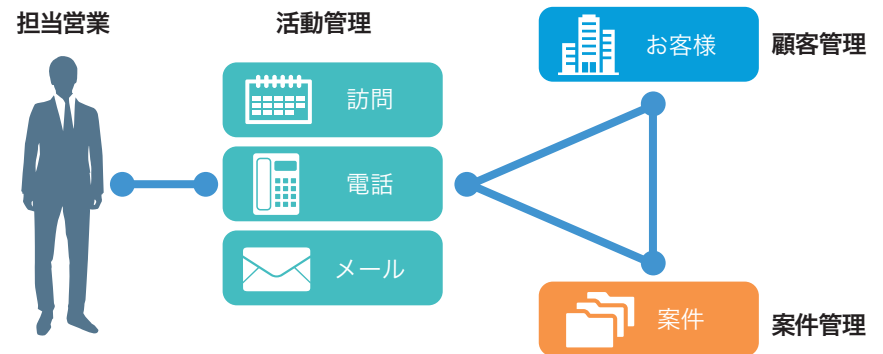 担当営業
活動管理
訪問
電話
メール
お客様
顧客管理
案件
案件管理